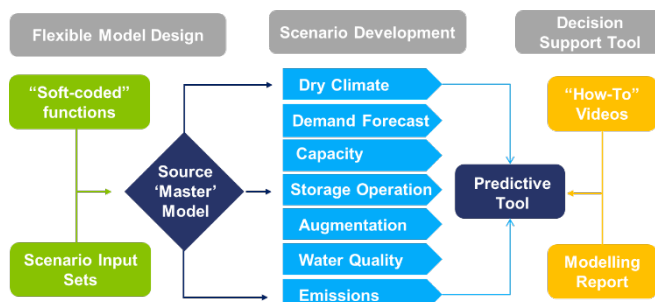 Flexible Model Design
Scenario Development
Decision
Support Tool
“Soft-coded”
functions
Scenario Input
Sets
Source
‘Master’
Model
Dry Climate
Demand Forecast
Capacity
Storage Operation
Augmentation
Water Quality
Emissions
Predictive
Tool
“How-To”
Videos
Modelling
Report